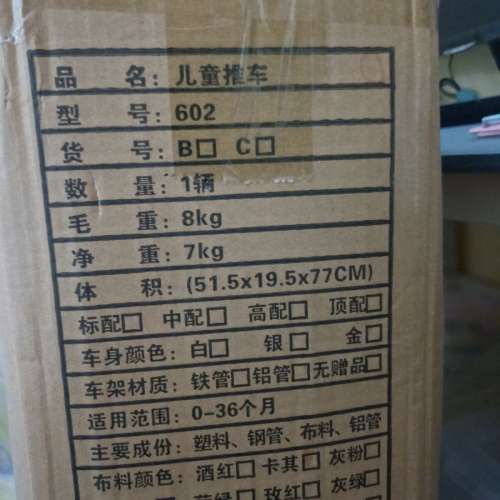 品 名：儿童推车
型 号：602
货 号：B□ C□
数 量：1辆
毛 重：8kg
净 重：7kg
体 积：(51.5x19.5x77CM)
标配□ 中配□ 高配□ 顶配□
车身颜色：白□ 银□ 金□
车架材质：铁管□铝管□无赠品□
适用范围：0-36个月
主要成份：塑料、钢管、布料、铝管
布料颜色：酒红□卡其□灰粉□
玫红□灰绿□